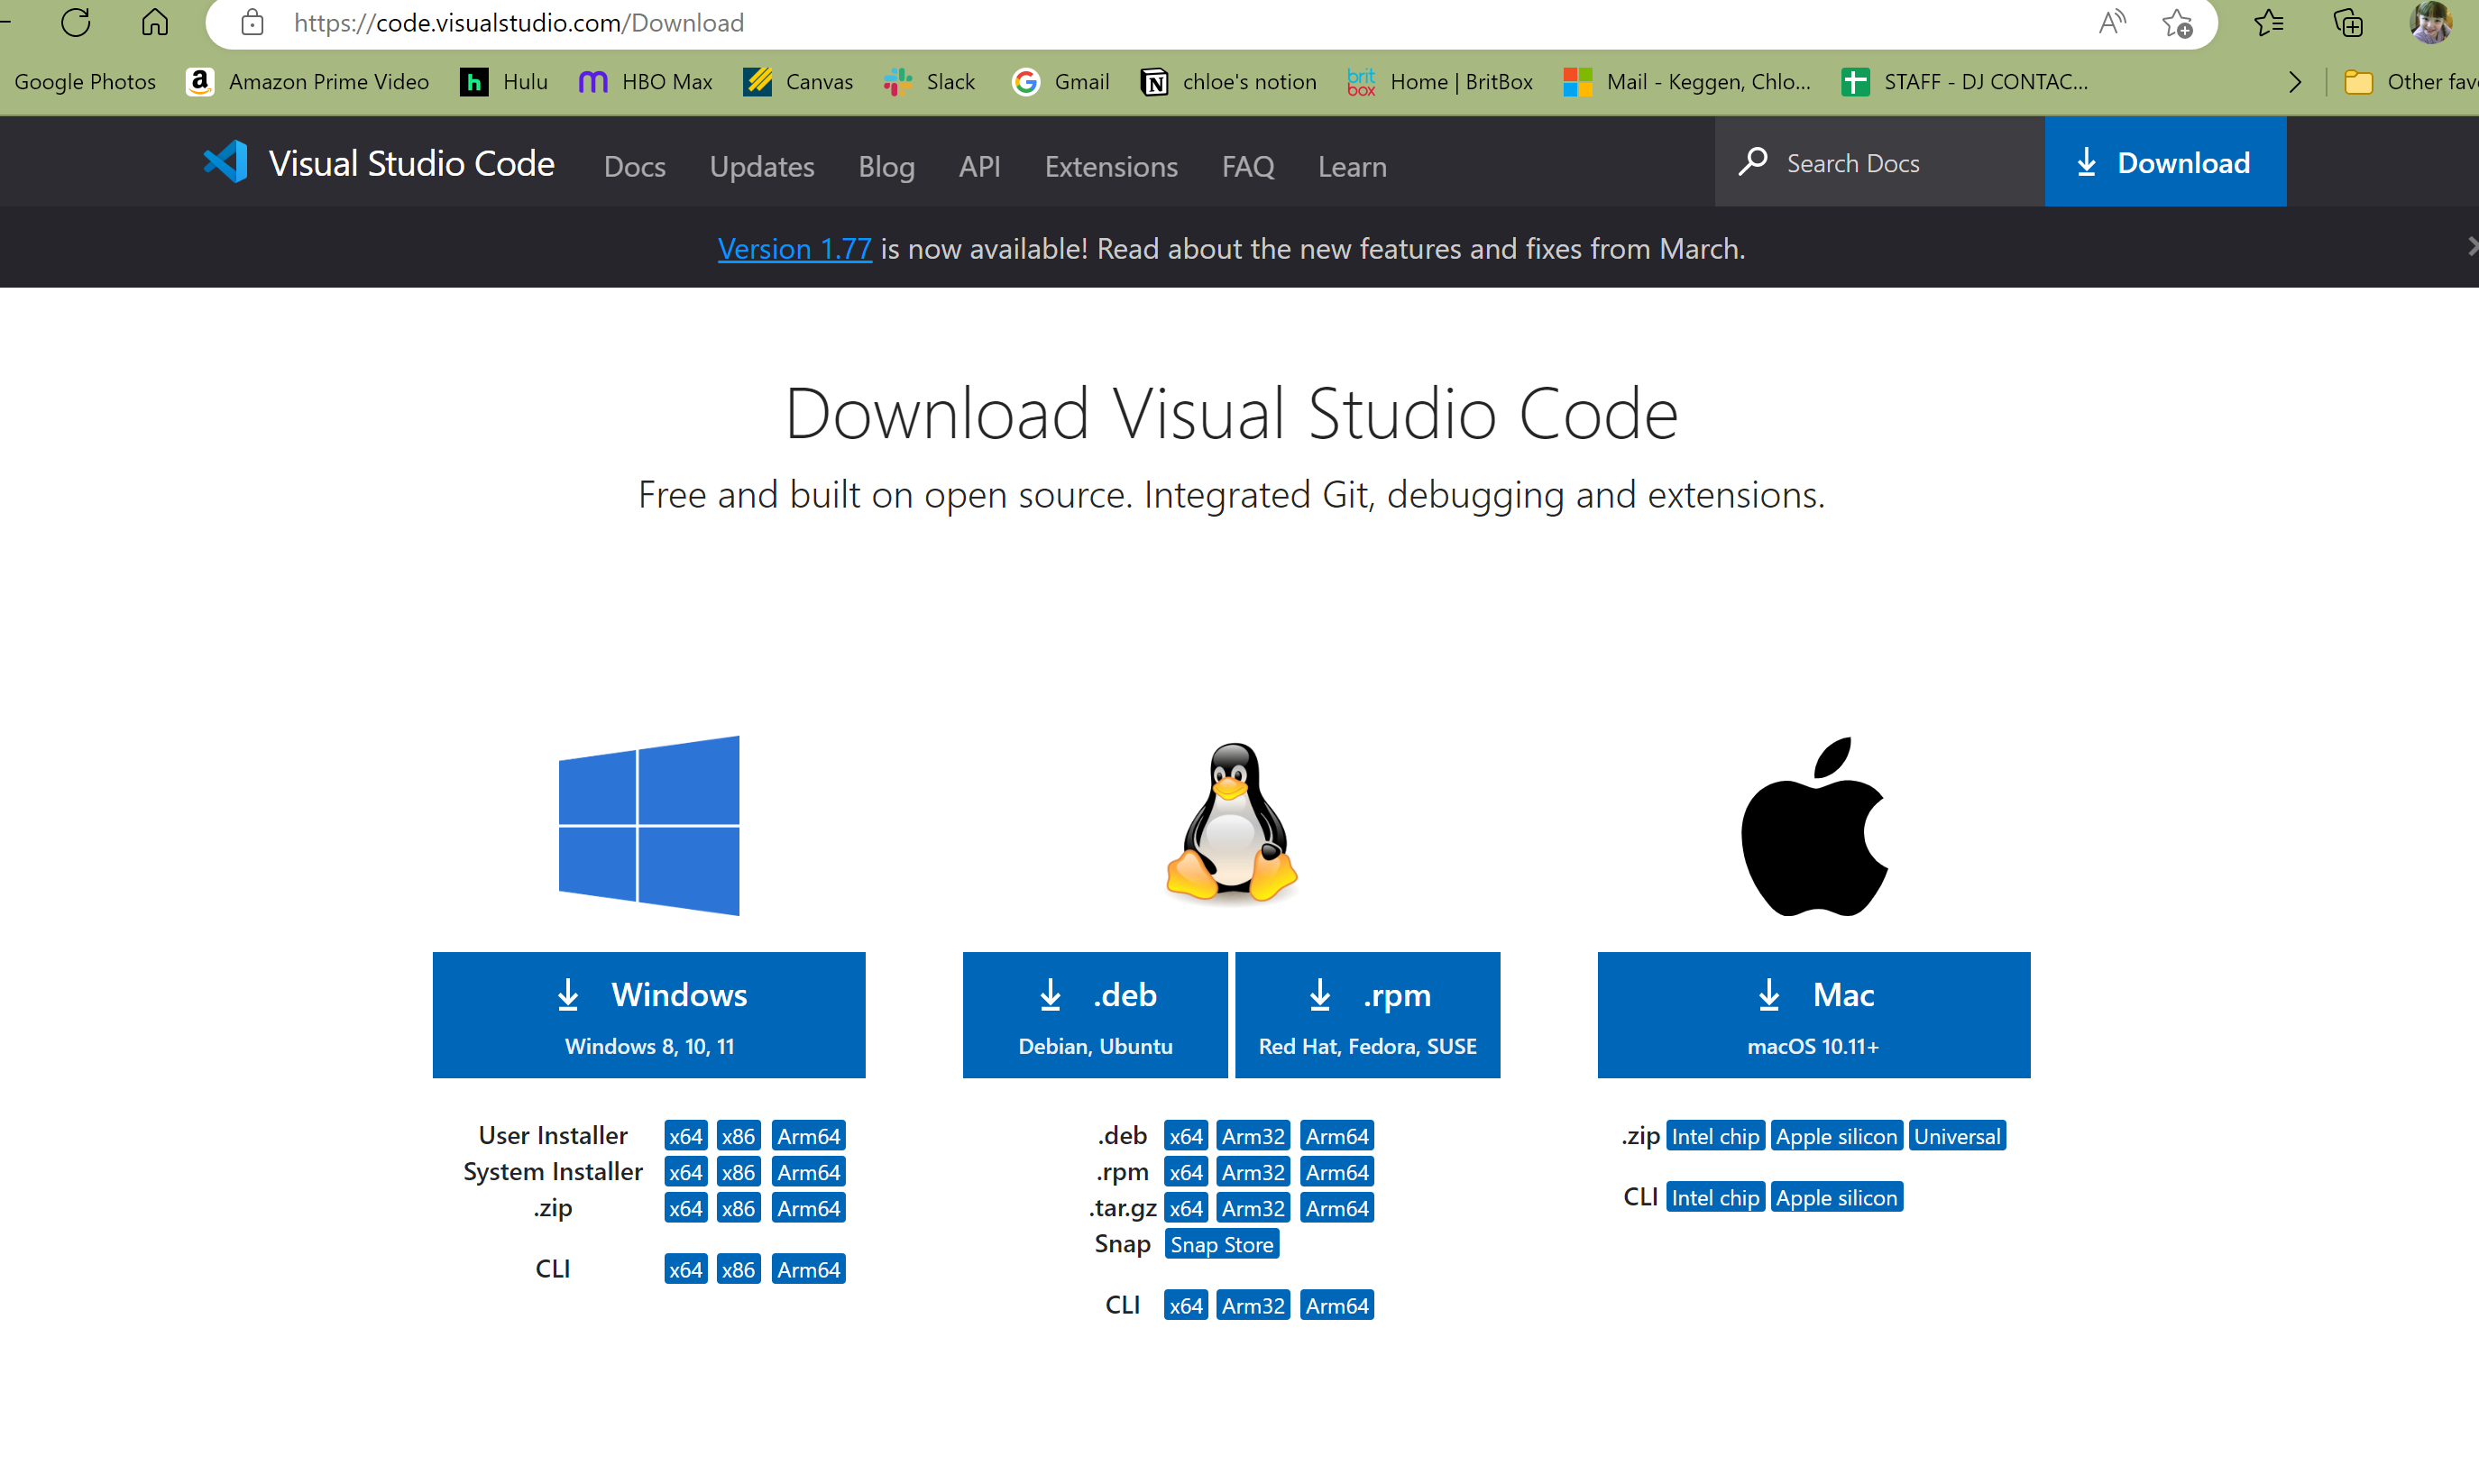 https://code.visualstudio.com/Download
Google Photos Amazon Prime Video Hulu HBO Max Canvas Slack Gmail chloe's notion brit box Home | BritBox Mail - Keggen, Chlo... STAFF - DJ CONTAC... Other fav
Visual Studio Code Docs Updates Blog API Extensions FAQ Learn Search Docs Download
Version 1.77 is now available! Read about the new features and fixes from March.
Download Visual Studio Code
Free and built on open source. Integrated Git, debugging and extensions.
Windows
Windows 8, 10, 11
User Installer x64 x86 Arm64
System Installer x64 x86 Arm64
.zip x64 x86 Arm64
CLI x64 x86 Arm64
.deb
Debian, Ubuntu
.rpm
Red Hat, Fedora, SUSE
.deb x64 Arm32 Arm64
.rpm x64 Arm32 Arm64
.tar.gz x64 Arm32 Arm64
Snap Snap Store
CLI x64 Arm32 Arm64
Mac
macOS 10.11+
.zip Intel chip Apple silicon Universal
CLI Intel chip Apple silicon